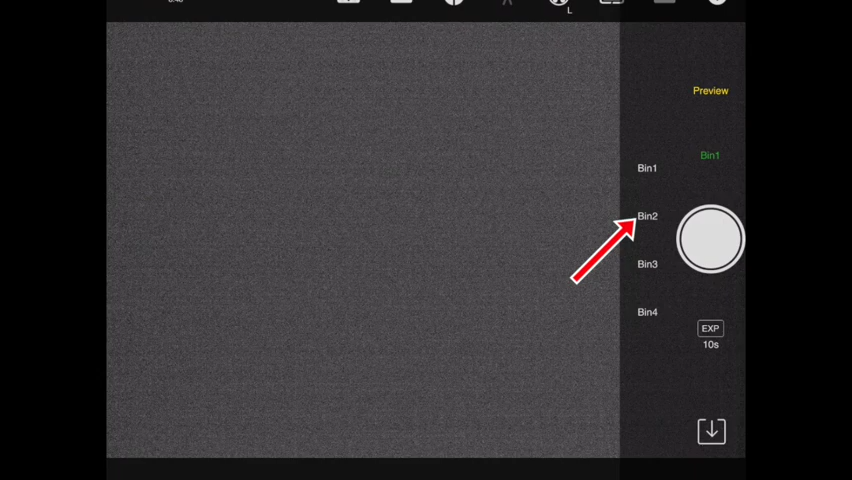 L
Preview
Bin1
Bin1
Bin2
Bin3
Bin4
EXP
10s